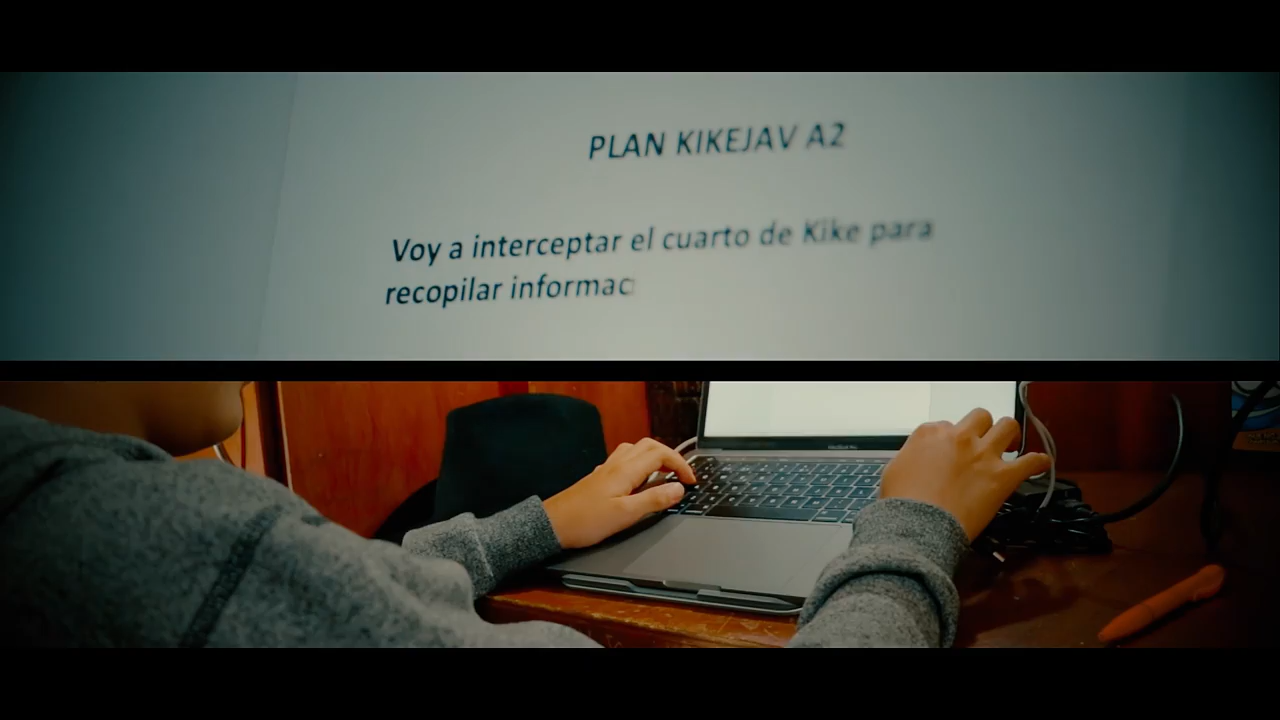 PLAN KIKEJAV A2
Voy a interceptar el cuarto de Kike para
recopilar informac